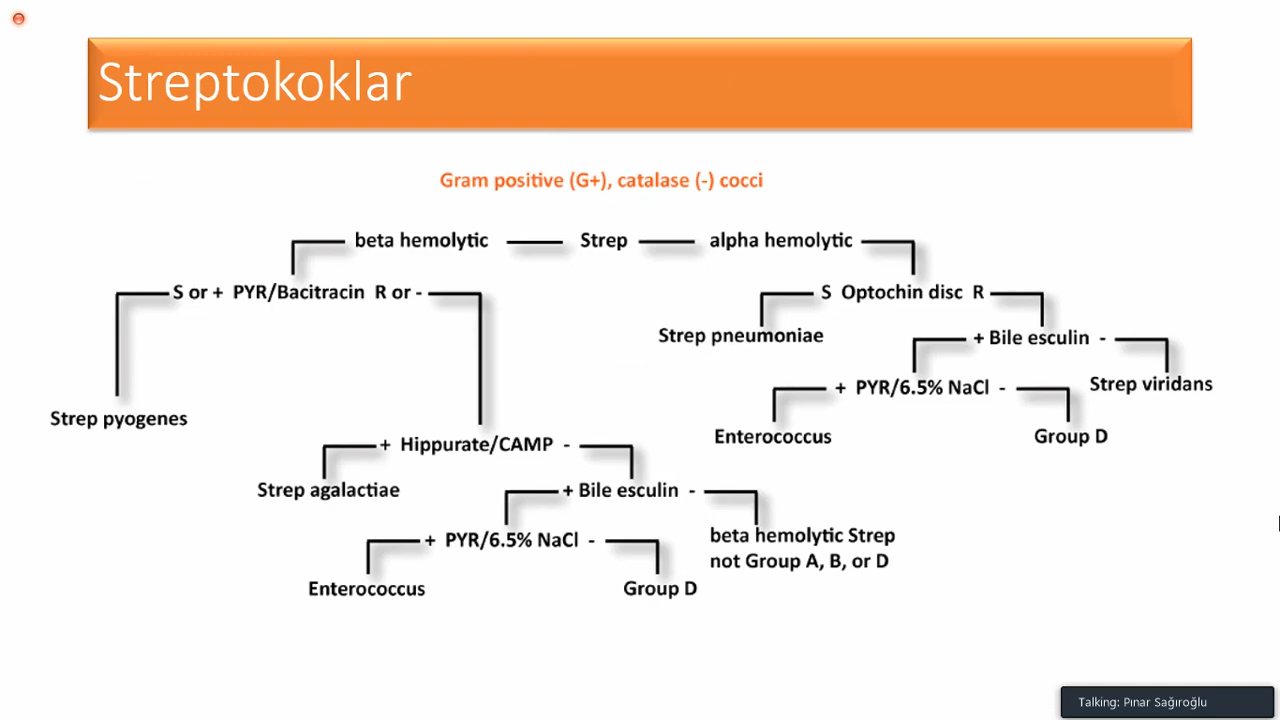 Streptokoklar
Gram positive (G+), catalase (-) cocci
beta hemolytic Strep alpha hemolytic
S or + PYR/Bacitracin R or - S Optochin disc R
Strep pneumoniae + Bile esculin -
+ PYR/6.5% NaCl - Strep viridans
Strep pyogenes Enterococcus Group D
+ Hippurate/CAMP -
Strep agalactiae + Bile esculin -
+ PYR/6.5% NaCl - beta hemolytic Strep
not Group A, B, or D
Enterococcus Group D
Talking: Pınar Sağıroğlu